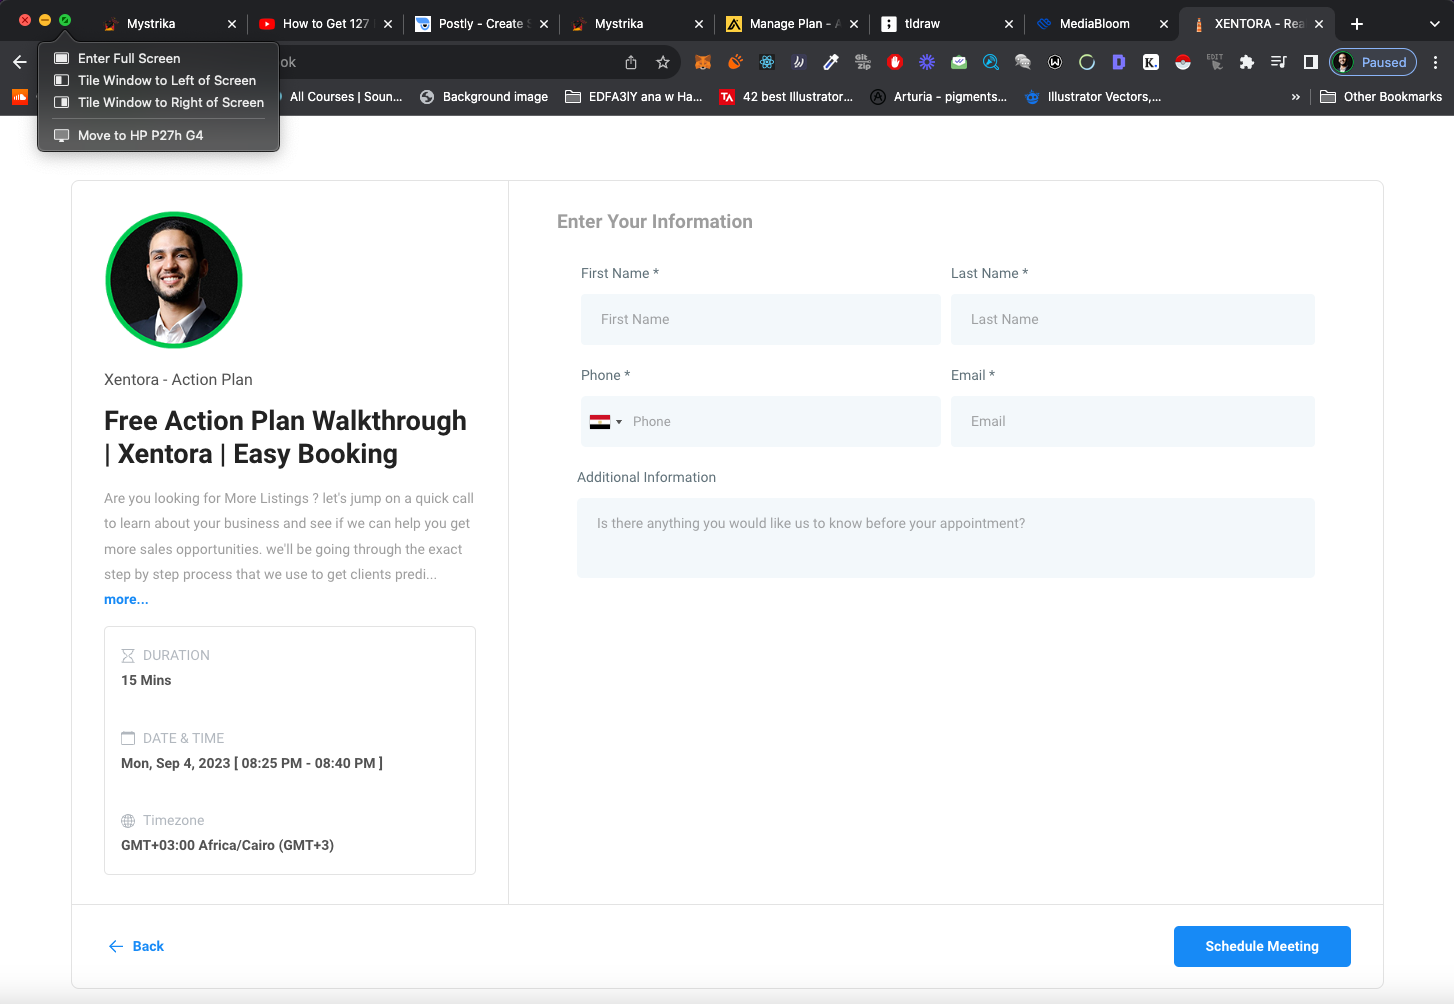 Mystrika
How to Get 127
Postly - Create
Mystrika
Manage Plan -
tldraw
MediaBloom
XENTORA - Rea
Enter Full Screen
Tile Window to Left of Screen
Tile Window to Right of Screen
Move to HP P27h G4
ok
Paused
All Courses | Soun...
Background image
EDFA3lY ana w Ha...
42 best Illustrator...
Arturia - pigments...
Illustrator Vectors,...
»
Other Bookmarks
Xentora - Action Plan
Free Action Plan Walkthrough
| Xentora | Easy Booking
Are you looking for More Listings ? let's jump on a quick call
to learn about your business and see if we can help you get
more sales opportunities. we'll be going through the exact
step by step process that we use to get clients predi...
more...
DURATION
15 Mins
DATE & TIME
Mon, Sep 4, 2023 [ 08:25 PM - 08:40 PM ]
Timezone
GMT+03:00 Africa/Cairo (GMT+3)
Enter Your Information
First Name *
Last Name *
First Name
Last Name
Phone *
Email *
Phone
Email
Additional Information
Is there anything you would like us to know before your appointment?
Back
Schedule Meeting